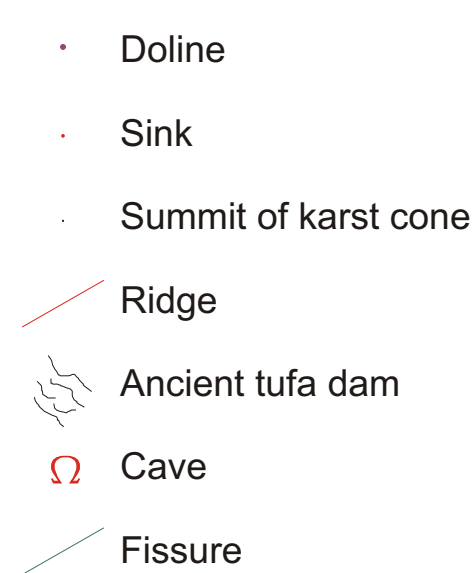 Doline
Sink
Summit of karst cone
Ridge
Ancient tufa dam
Ω Cave
Fissure